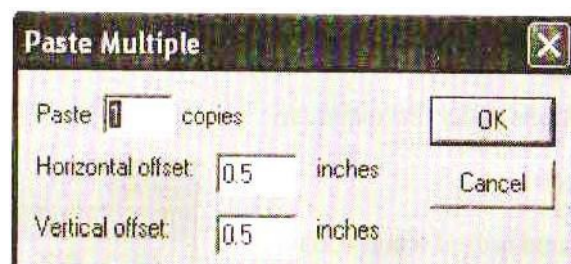 Paste Multiple
Paste 1 copies
OK
Horizontal offset: 0.5 inches
Cancel
Vertical offset: 0.5 inches